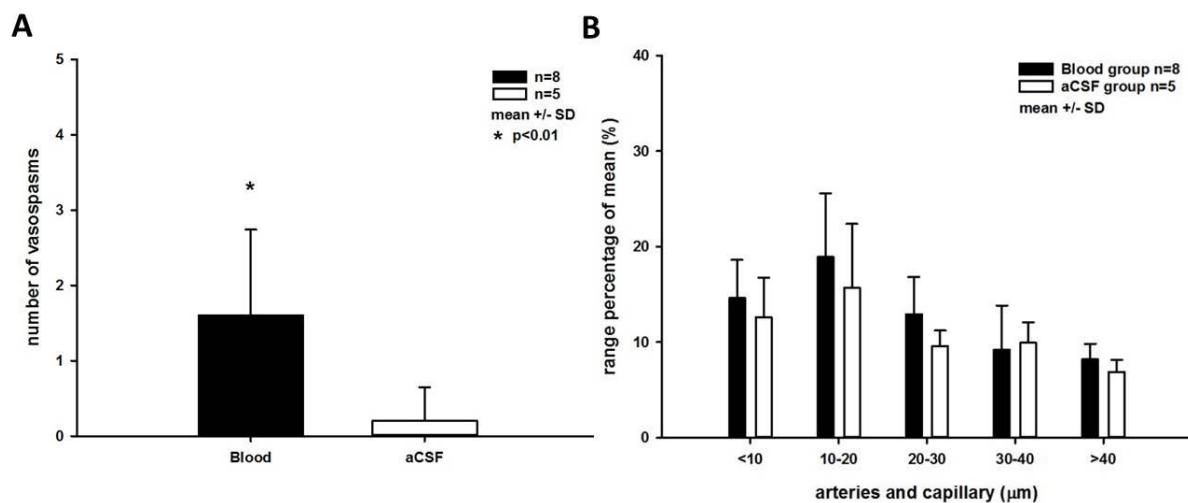 A
number of vasospasms
5
4
3
2
1
0
n=8
n=5
mean +/- SD
* p<0.01
*
Blood
aCSF
B
range percentage of mean (%)
40
30
20
10
0
Blood group n=8
aCSF group n=5
mean +/- SD
<10
10-20
20-30
30-40
>40
arteries and capillary (μm)